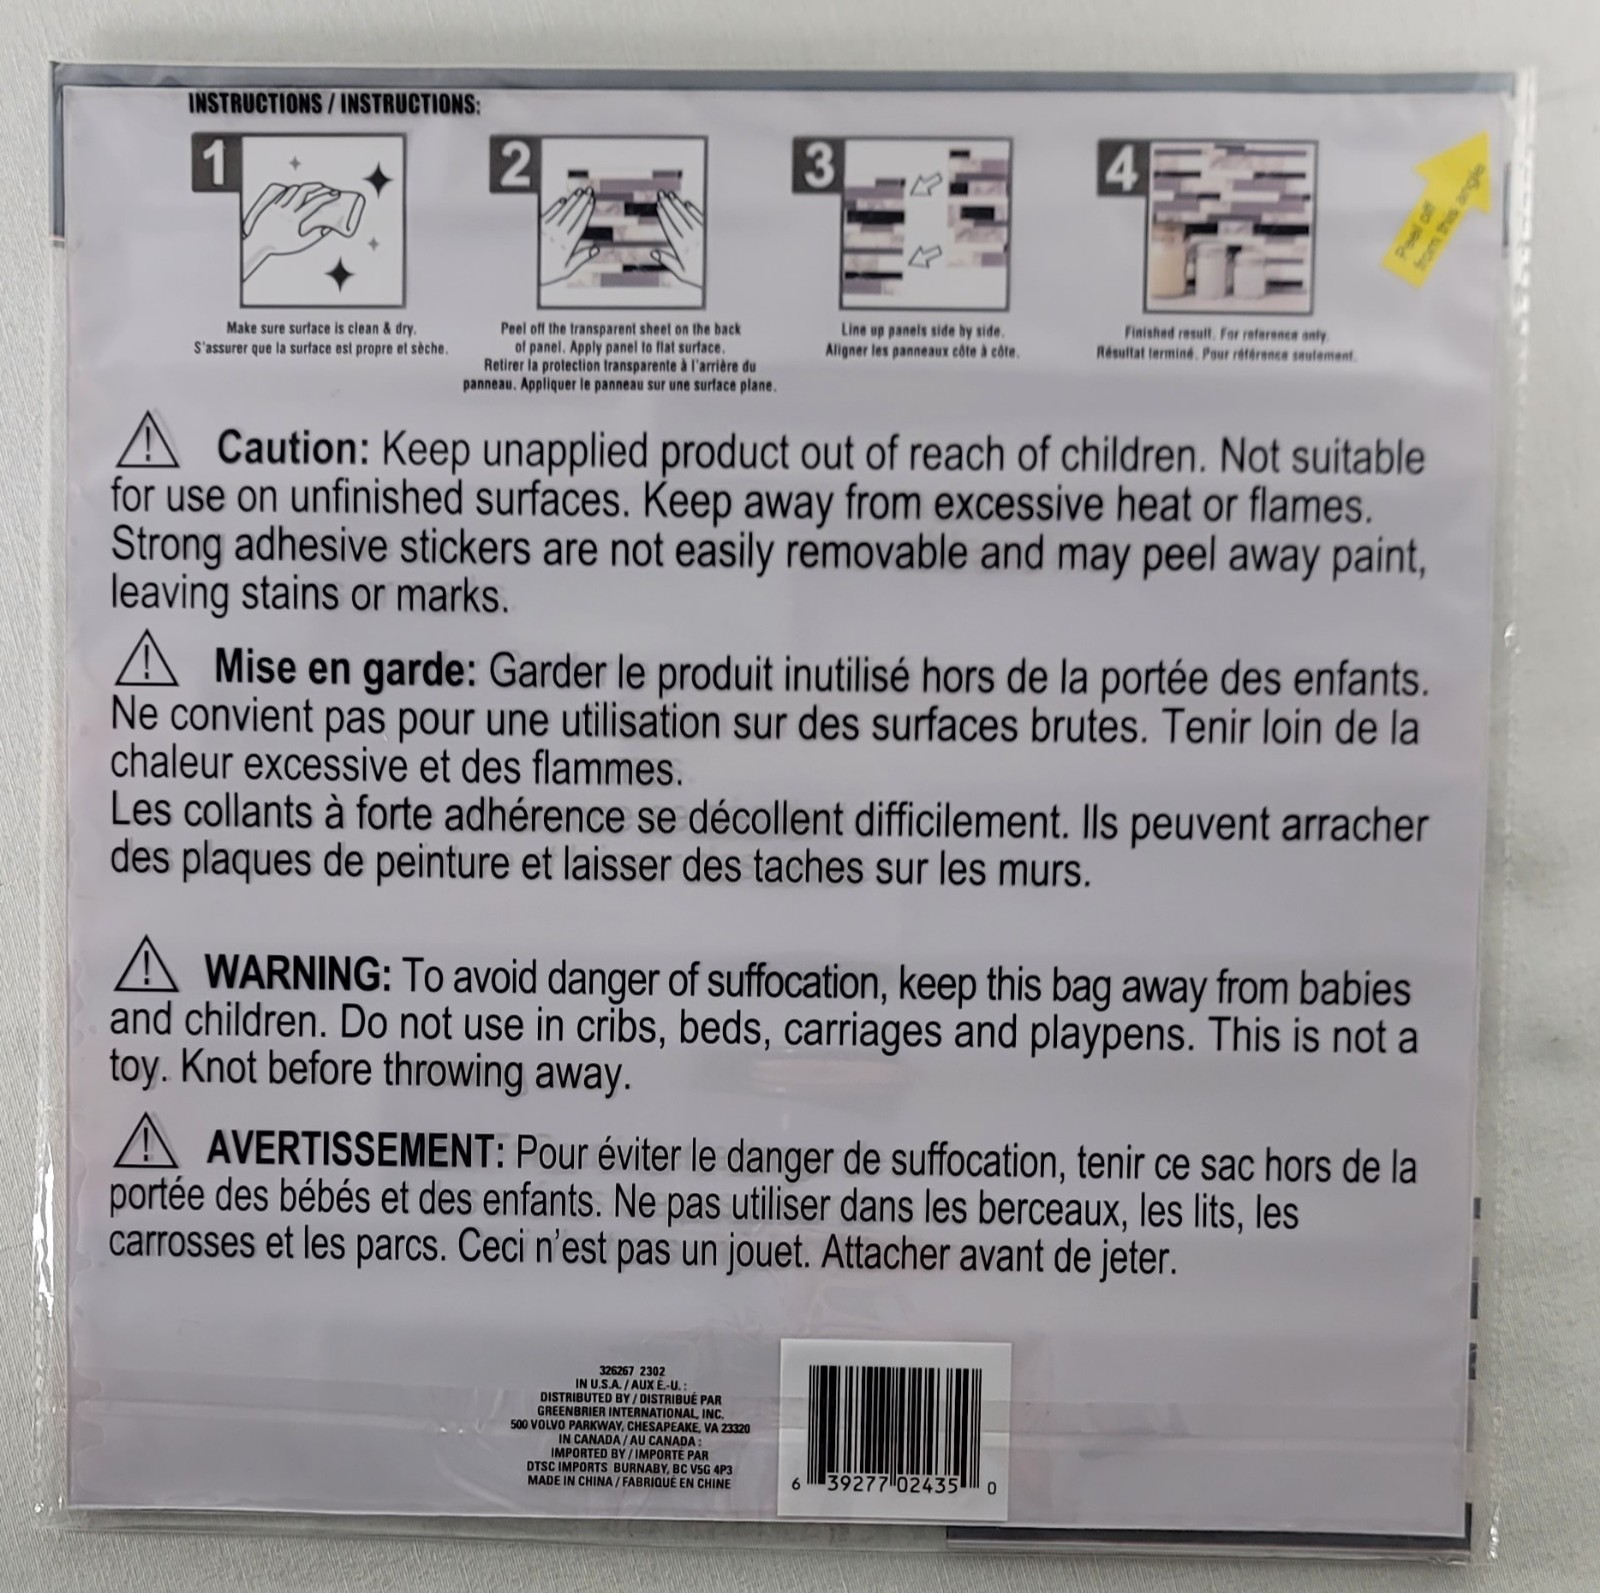 INSTRUCTIONS / INSTRUCTIONS:
1
2
3
4
Peel off
from this angle
Make sure surface is clean & dry.
S'assurer que la surface est propre et sèche.
Peel off the transparent sheet on the back
of panel. Apply panel to flat surface.
Retirer la protection transparente à l'arrière du
panneau. Appliquer le panneau sur une surface plane.
Line up panels side by side.
Aligner les panneaux côte à côte.
Finished result. For reference only.
Résultat terminé. Pour référence seulement.
Caution: Keep unapplied product out of reach of children. Not suitable
for use on unfinished surfaces. Keep away from excessive heat or flames.
Strong adhesive stickers are not easily removable and may peel away paint,
leaving stains or marks.
Mise en garde: Garder le produit inutilisé hors de la portée des enfants.
Ne convient pas pour une utilisation sur des surfaces brutes. Tenir loin de la
chaleur excessive et des flammes.
Les collants à forte adhérence se décollent difficilement. Ils peuvent arracher
des plaques de peinture et laisser des taches sur les murs.
WARNING: To avoid danger of suffocation, keep this bag away from babies
and children. Do not use in cribs, beds, carriages and playpens. This is not a
toy. Knot before throwing away.
AVERTISSEMENT: Pour éviter le danger de suffocation, tenir ce sac hors de la
portée des bébés et des enfants. Ne pas utiliser dans les berceaux, les lits, les
carrosses et les parcs. Ceci n'est pas un jouet. Attacher avant de jeter.
326267 2302
IN U.S.A. / AUX É.-U. :
DISTRIBUTED BY / DISTRIBUÉ PAR
GREENBRIER INTERNATIONAL, INC.
500 VOLVO PARKWAY, CHESAPEAKE, VA 23320
IN CANADA / AU CANADA :
IMPORTED BY / IMPORTÉ PAR
DTSC IMPORTS BURNABY, BC V5G 4P3
MADE IN CHINA / FABRIQUÉ EN CHINE
6 39277 02435 0